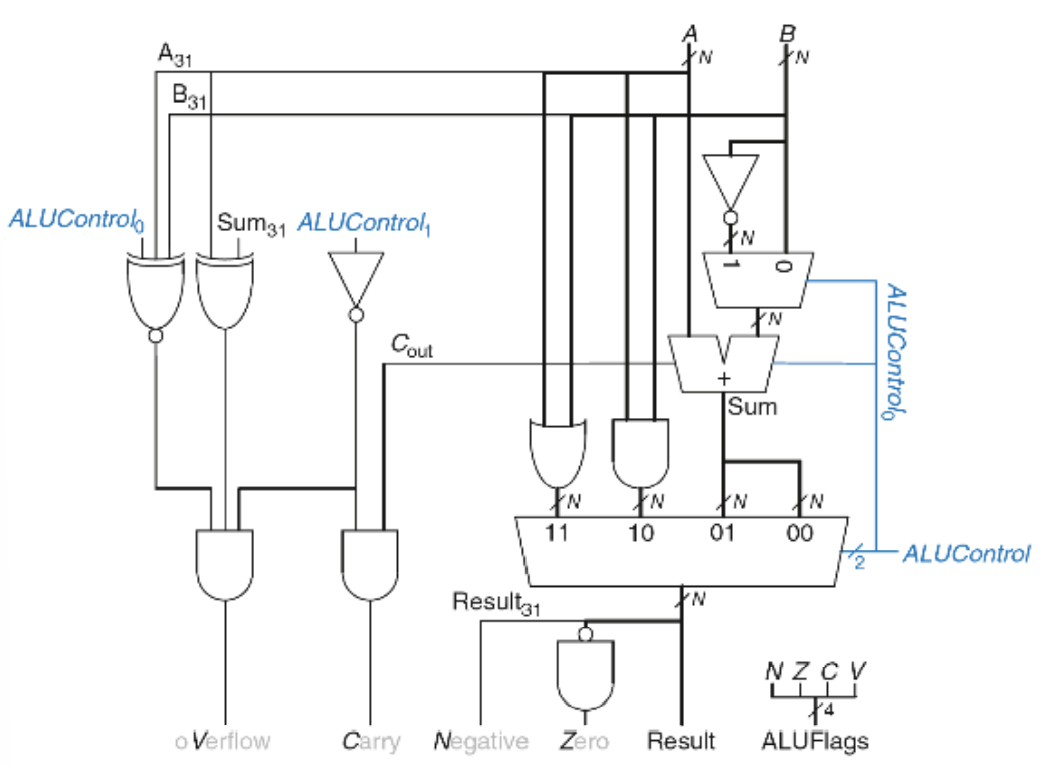 A B
N N
A31
B31
ALUControl0 Sum31 ALUControl1
N
1 0
ALUControl0
N
Cout
+
Sum
N N N N
11 10 01 00
2 ALUControl
Result31 N
N Z C V
4
oVerflow Carry Negative Zero Result ALUFlags